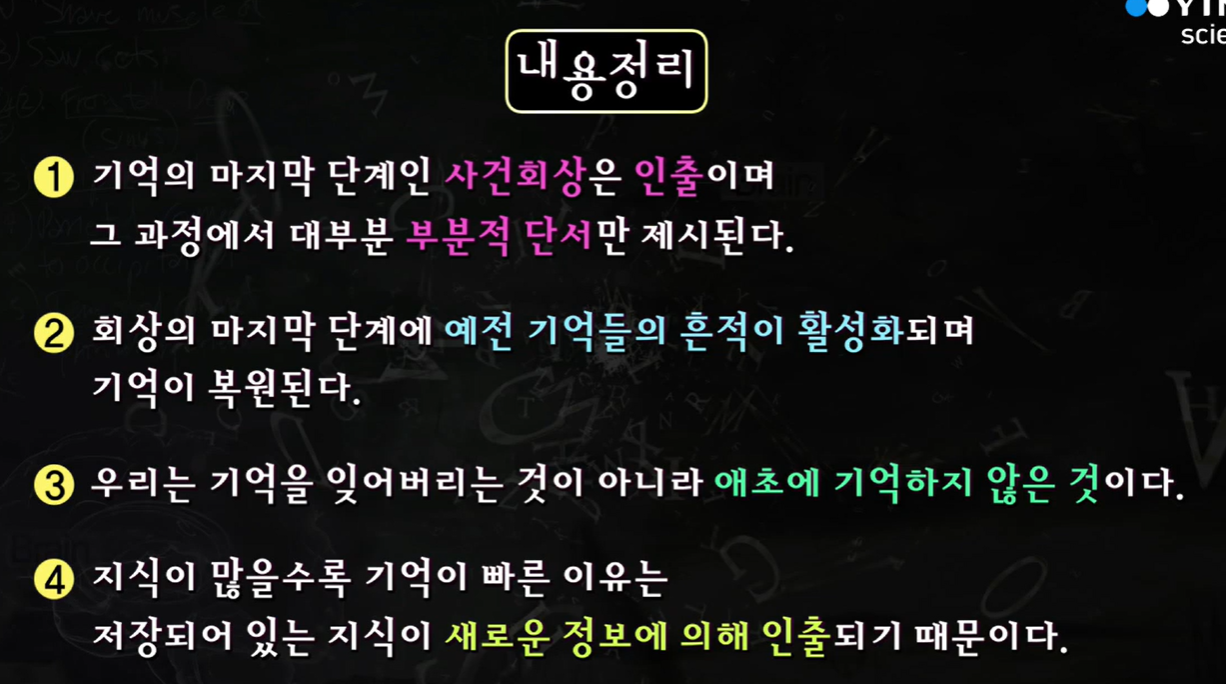 YTN
scie
내용정리
1 기억의 마지막 단계인 사건회상은 인출이며
그 과정에서 대부분 부분적 단서만 제시된다.
2 회상의 마지막 단계에 예전 기억들의 흔적이 활성화되며
기억이 복원된다.
3 우리는 기억을 잊어버리는 것이 아니라 애초에 기억하지 않은 것이다.
4 지식이 많을수록 기억이 빠른 이유는
저장되어 있는 지식이 새로운 정보에 의해 인출되기 때문이다.